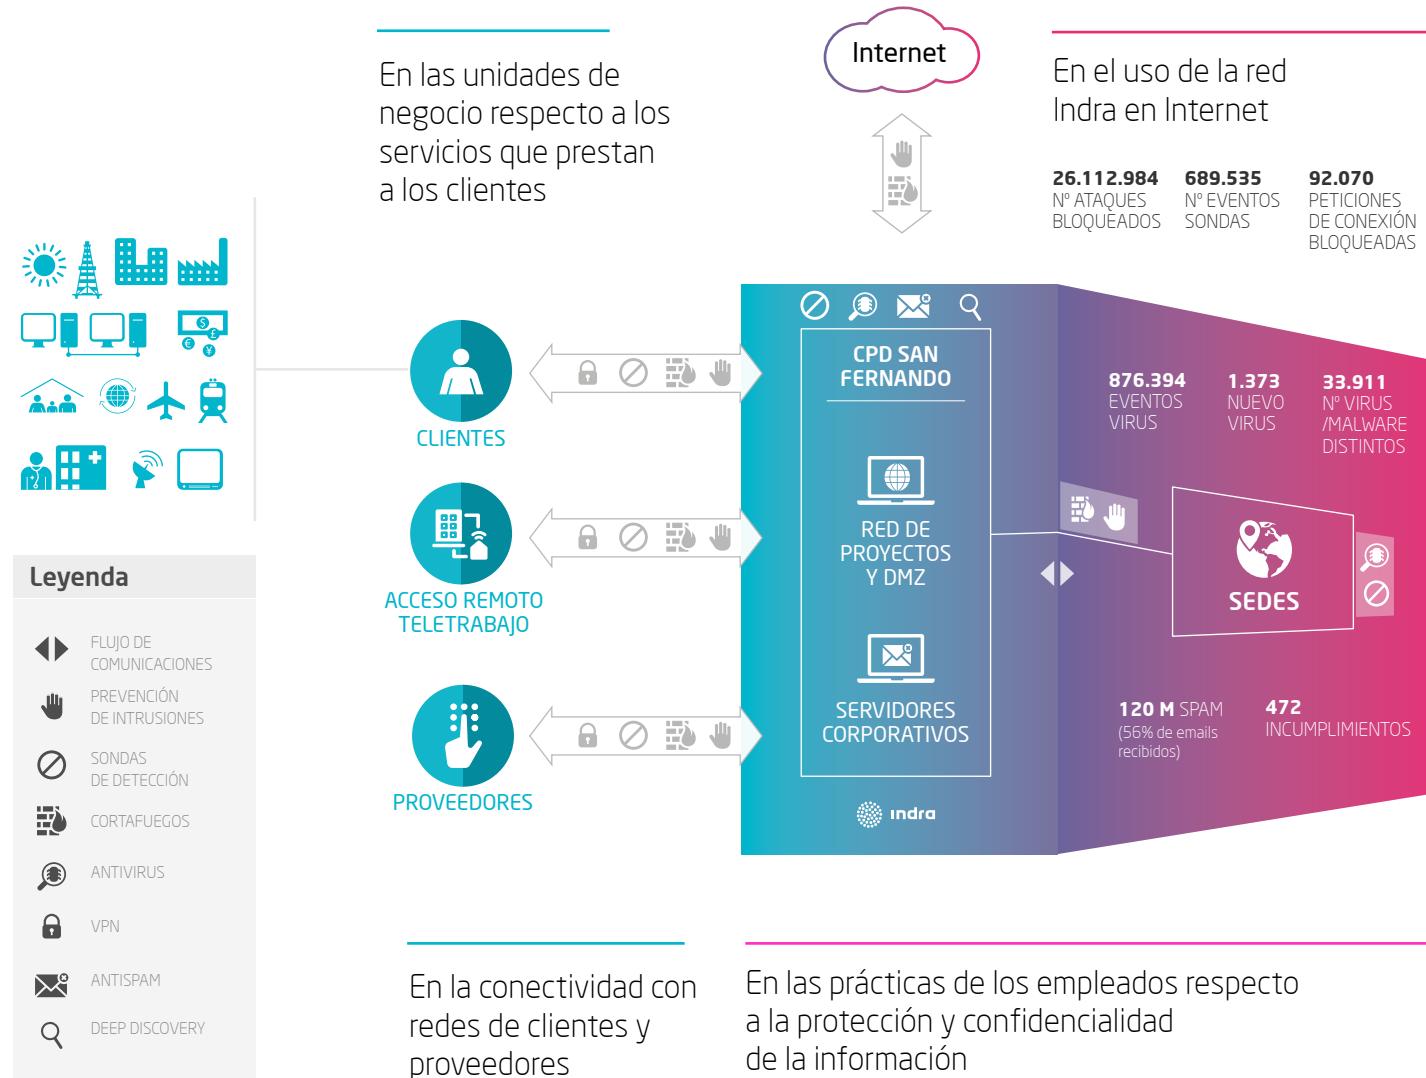 En las unidades de
negocio respecto a los
servicios que prestan
a los clientes
Internet
En el uso de la red
Indra en Internet
26.112.984
Nº ATAQUES
BLOQUEADOS
689.535
Nº EVENTOS
SONDAS
92.070
PETICIONES
DE CONEXIÓN
BLOQUEADAS
CLIENTES
ACCESO REMOTO
TELETRABAJO
PROVEEDORES
CPD SAN
FERNANDO
RED DE
PROYECTOS
Y DMZ
SERVIDORES
CORPORATIVOS
indra
876.394
EVENTOS
VIRUS
1.373
NUEVO
VIRUS
33.911
Nº VIRUS
/MALWARE
DISTINTOS
SEDES
120 M SPAM
(56% de emails
recibidos)
472
INCUMPLIMIENTOS
Leyenda
FLUJO DE
COMUNICACIONES
PREVENCIÓN
DE INTRUSIONES
SONDAS
DE DETECCIÓN
CORTAFUEGOS
ANTIVIRUS
VPN
ANTISPAM
DEEP DISCOVERY
En la conectividad con
redes de clientes y
proveedores
En las prácticas de los empleados respecto
a la protección y confidencialidad
de la información